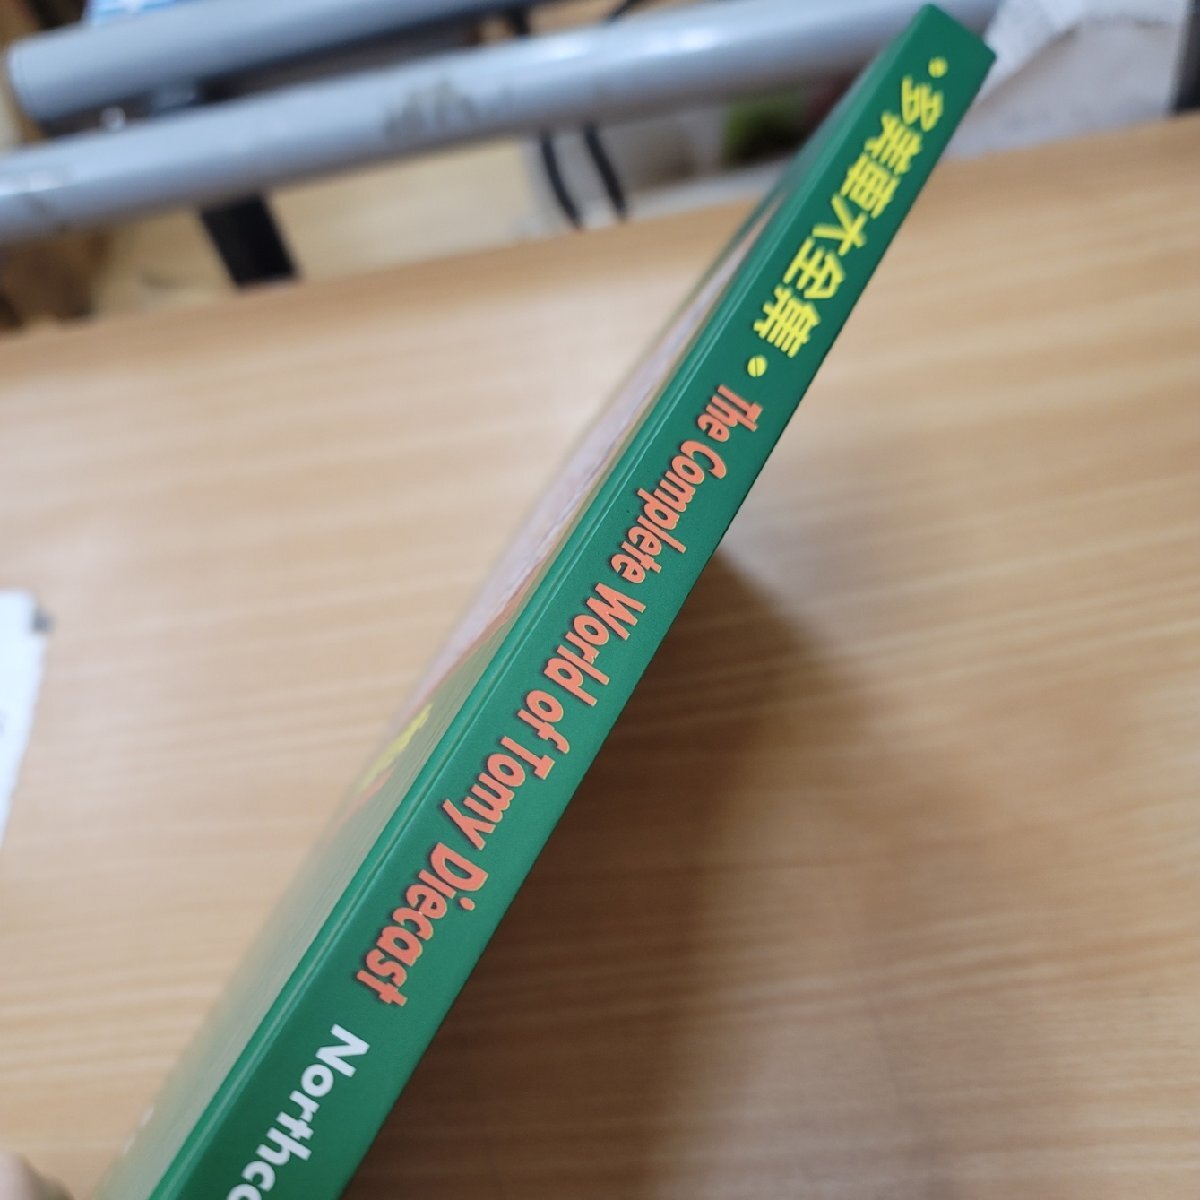 • 多美車大全集 • The Complete World of Tomy Diecast Northco